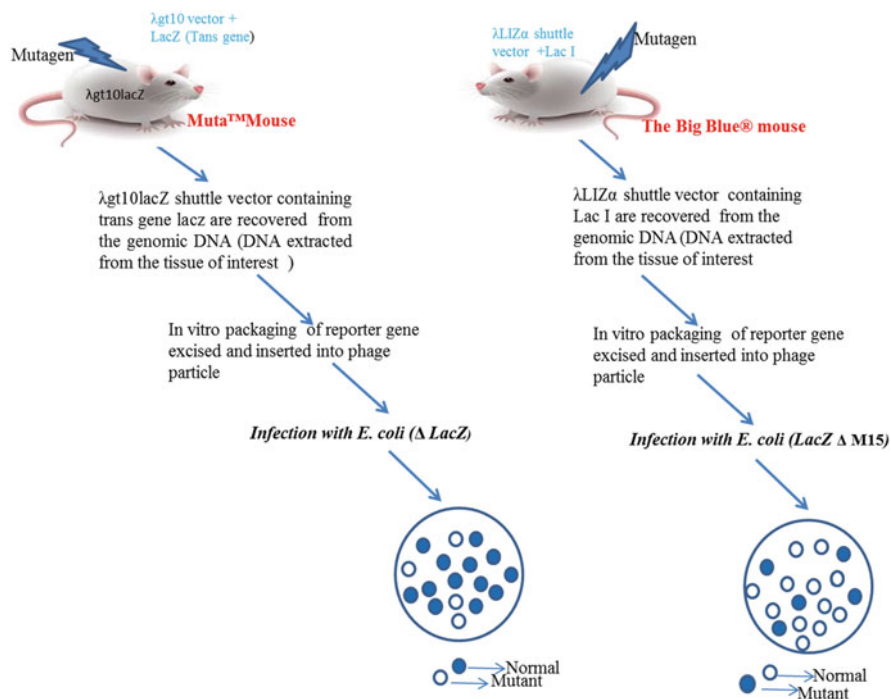 λgt10 vector +
LacZ (Tans gene)
Mutagen
λgt10lacZ
Muta™Mouse
λgt10lacZ shuttle vector containing
trans gene lacz are recovered from
the genomic DNA (DNA extracted
from the tissue of interest )
In vitro packaging of reporter gene
excised and inserted into phage
particle
Infection with E. coli (Δ LacZ)
Normal
Mutant
λLIZα shuttle
vector +Lac I
Mutagen
The Big Blue® mouse
λLIZα shuttle vector containing
Lac I are recovered from the
genomic DNA (DNA extracted
from the tissue of interest
In vitro packaging of reporter gene
excised and inserted into phage
particle
Infection with E. coli (LacZ Δ M15)
Normal
Mutant